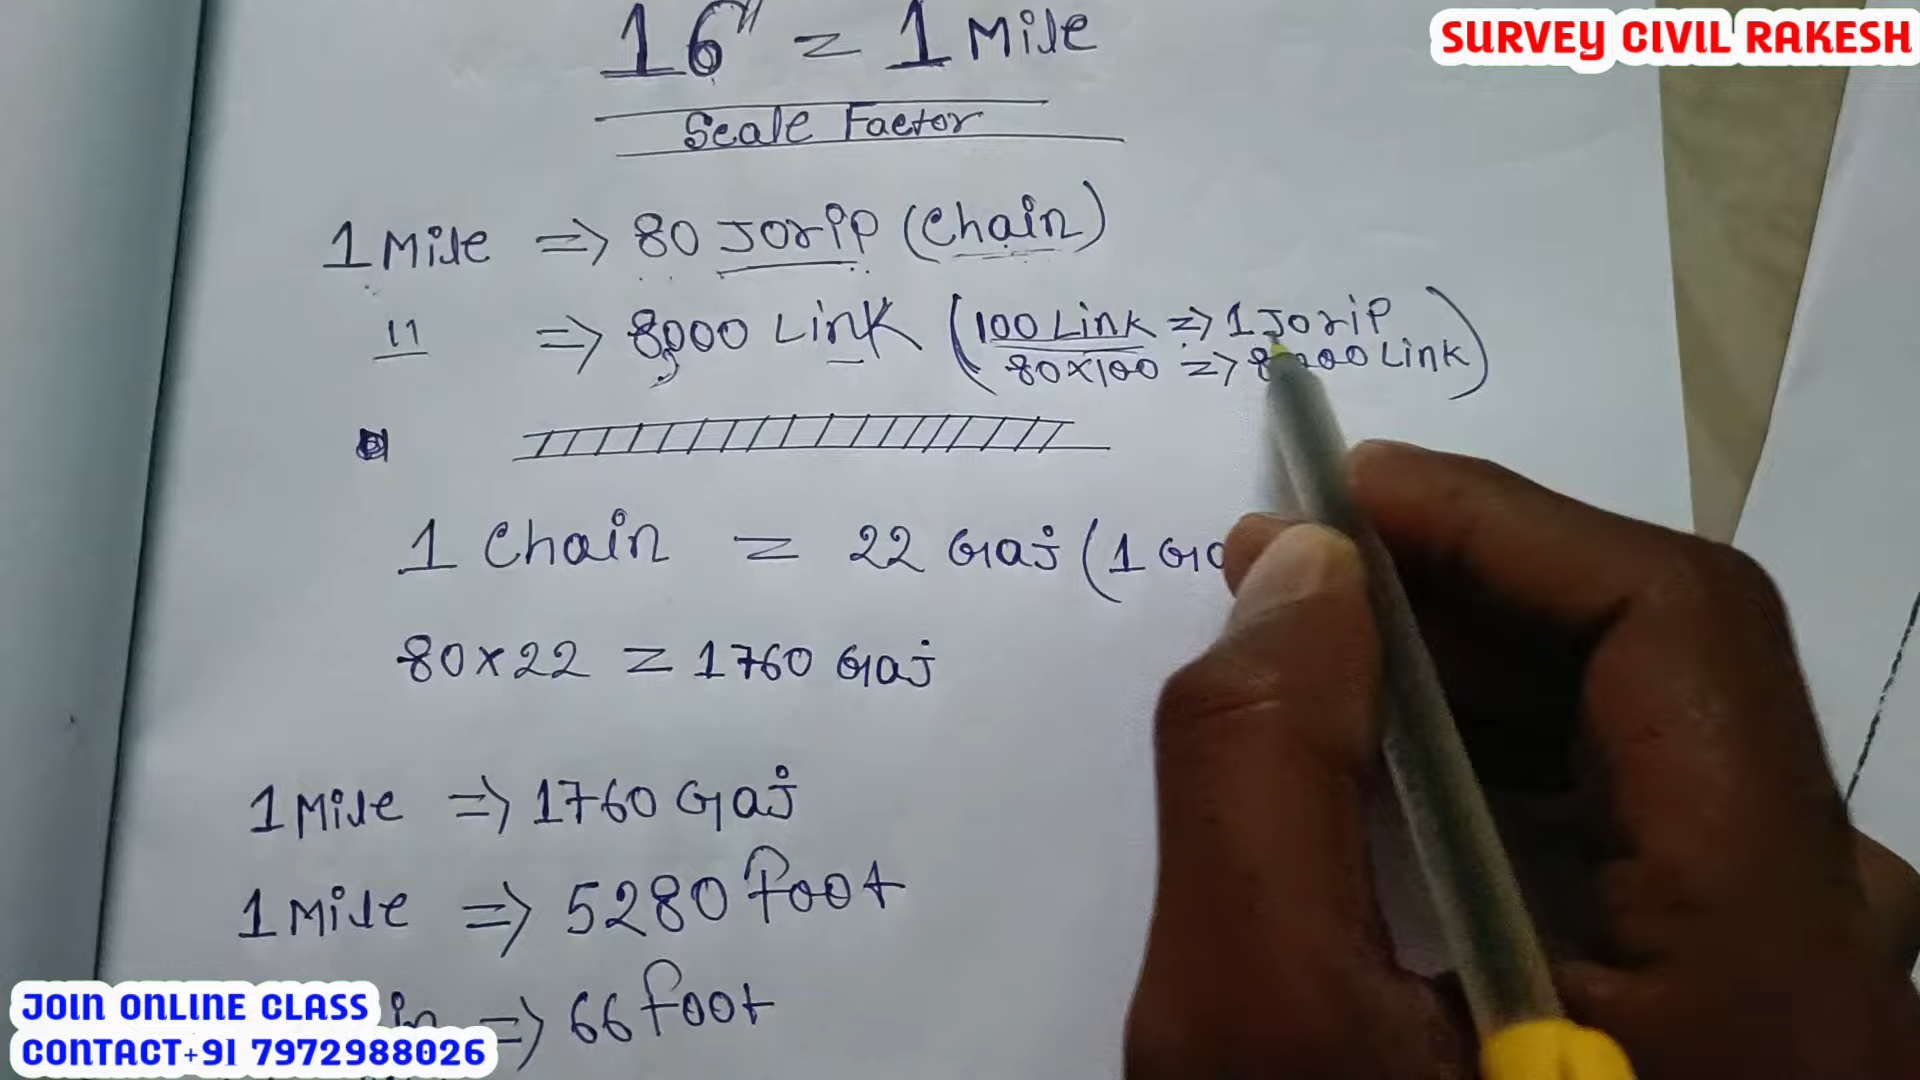 16" = 1 Mile
SURVEY CIVIL RAKESH
Scale Factor
1 Mile => 80 Jorip (Chain)
11 => 8000 Link (100 Link => 1 Jorip
80x100 => 8000 Link)
1 Chain = 22 Gaj (1
80x22 = 1760 Gaj
1 Mile => 1760 Gaj
1 Mile => 5280 foot
=> 66 foot
JOIN ONLINE CLASS
CONTACT+91 7972988026